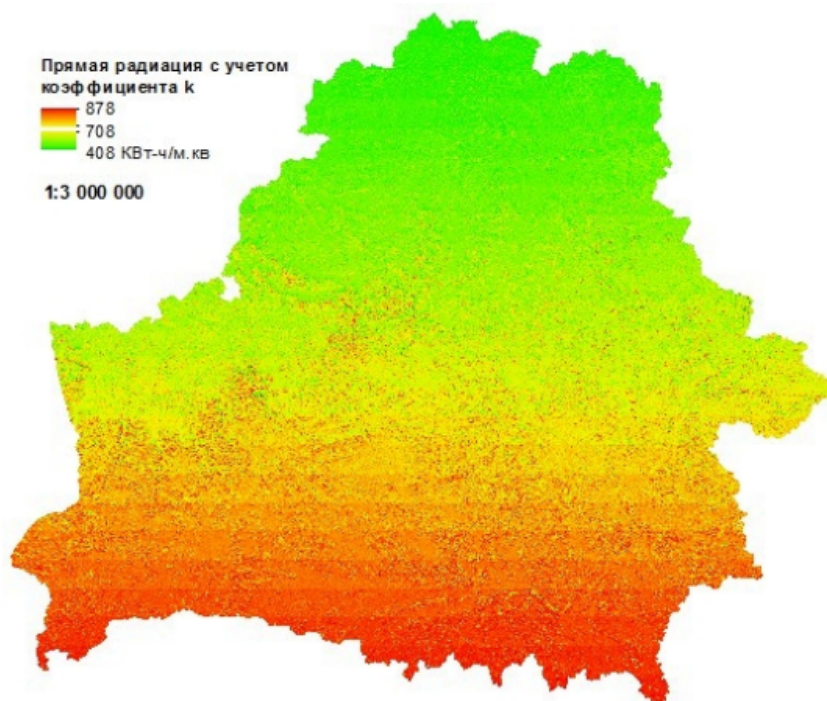 Прямая радиация с учетом
коэффициента k
878
708
408 КВт-ч/м.кв
1:3 000 000